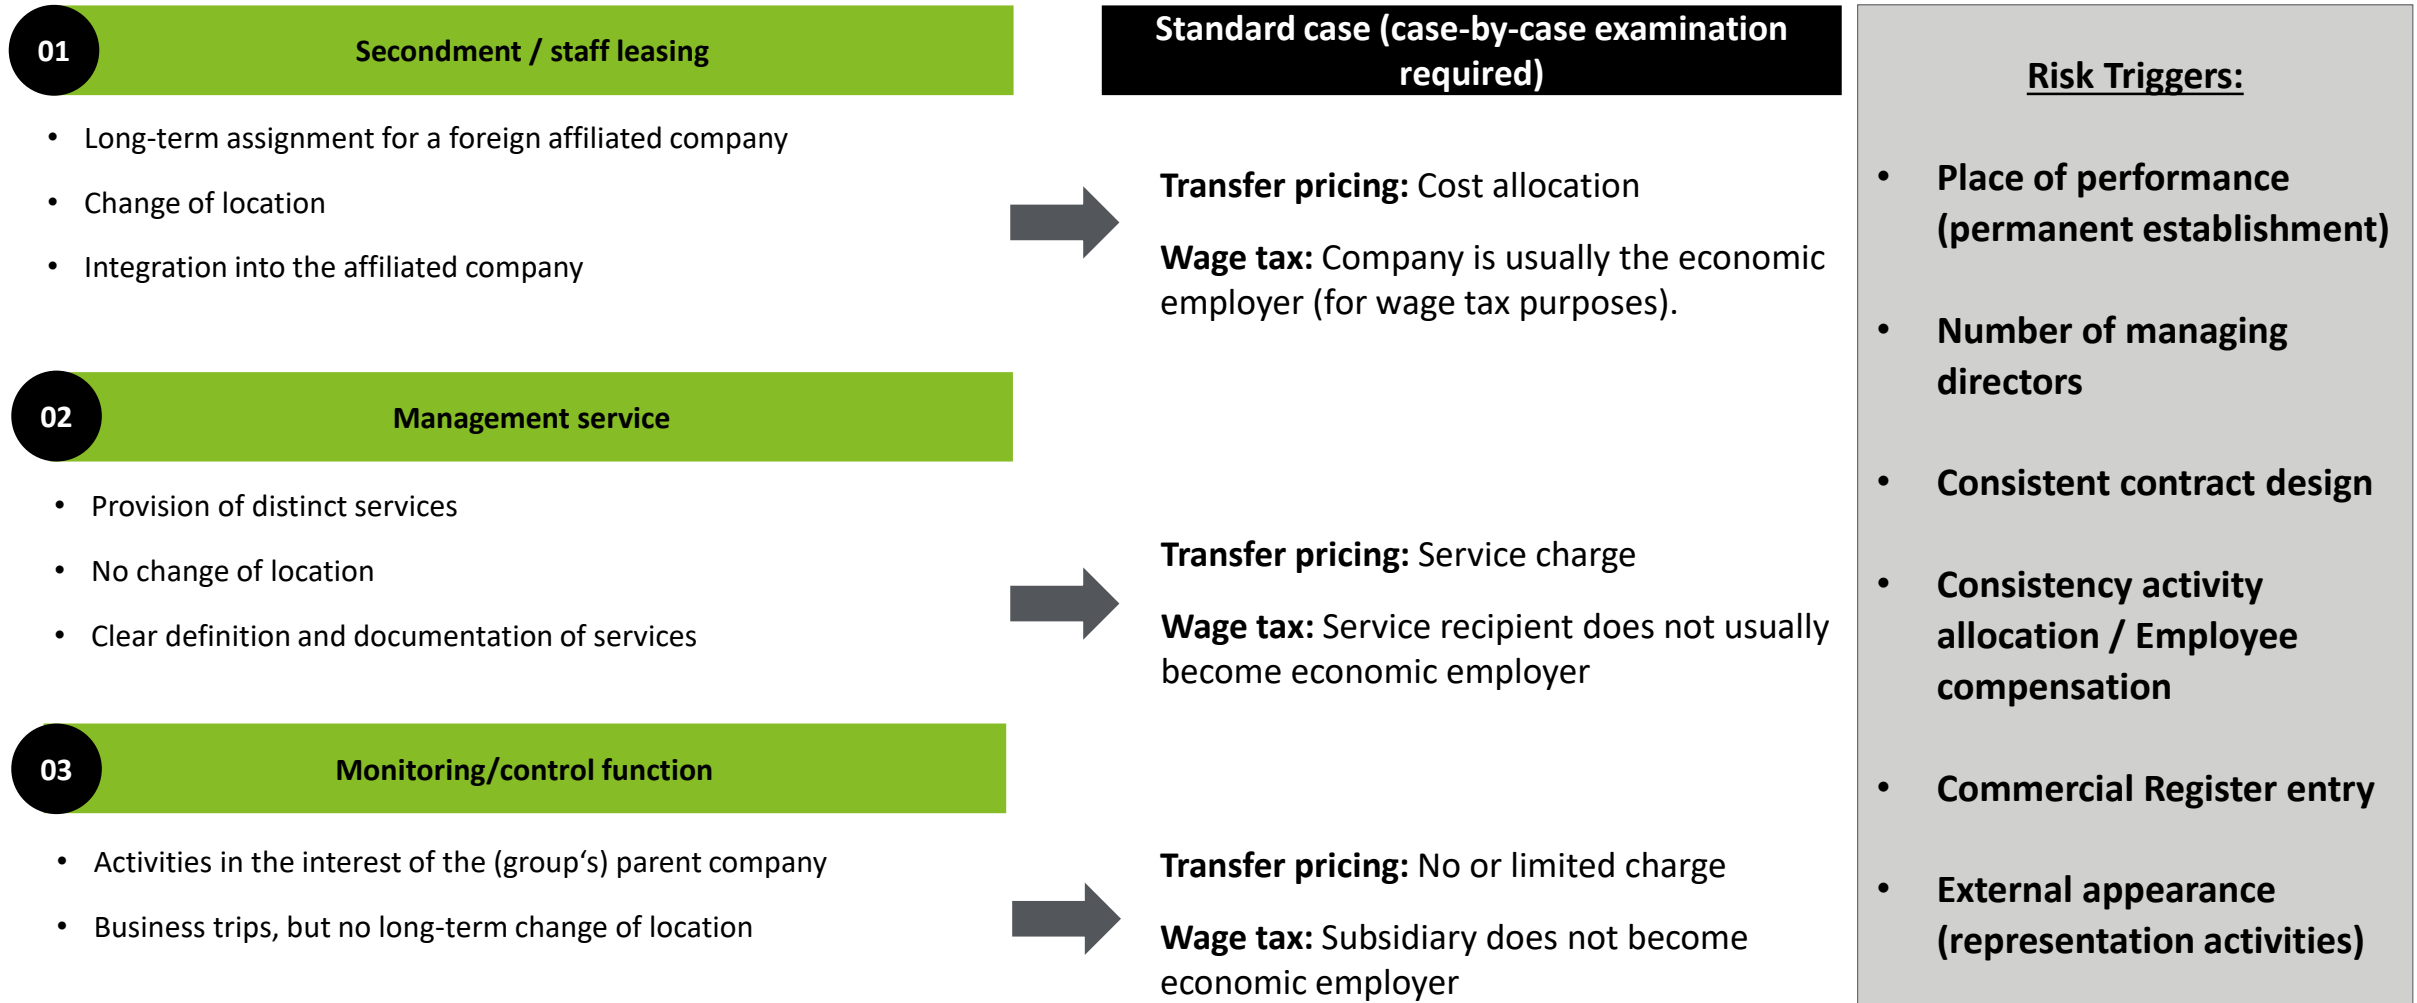 01
Secondment / staff leasing
• Long-term assignment for a foreign affiliated company
• Change of location
• Integration into the affiliated company
Standard case (case-by-case examination
required)
Transfer pricing: Cost allocation
Wage tax: Company is usually the economic
employer (for wage tax purposes).
02
Management service
• Provision of distinct services
• No change of location
• Clear definition and documentation of services
Transfer pricing: Service charge
Wage tax: Service recipient does not usually
become economic employer
03
Monitoring/control function
• Activities in the interest of the (group‘s) parent company
• Business trips, but no long-term change of location
Transfer pricing: No or limited charge
Wage tax: Subsidiary does not become
economic employer
Risk Triggers:
• Place of performance
(permanent establishment)
• Number of managing
directors
• Consistent contract design
• Consistency activity
allocation / Employee
compensation
• Commercial Register entry
• External appearance
(representation activities)